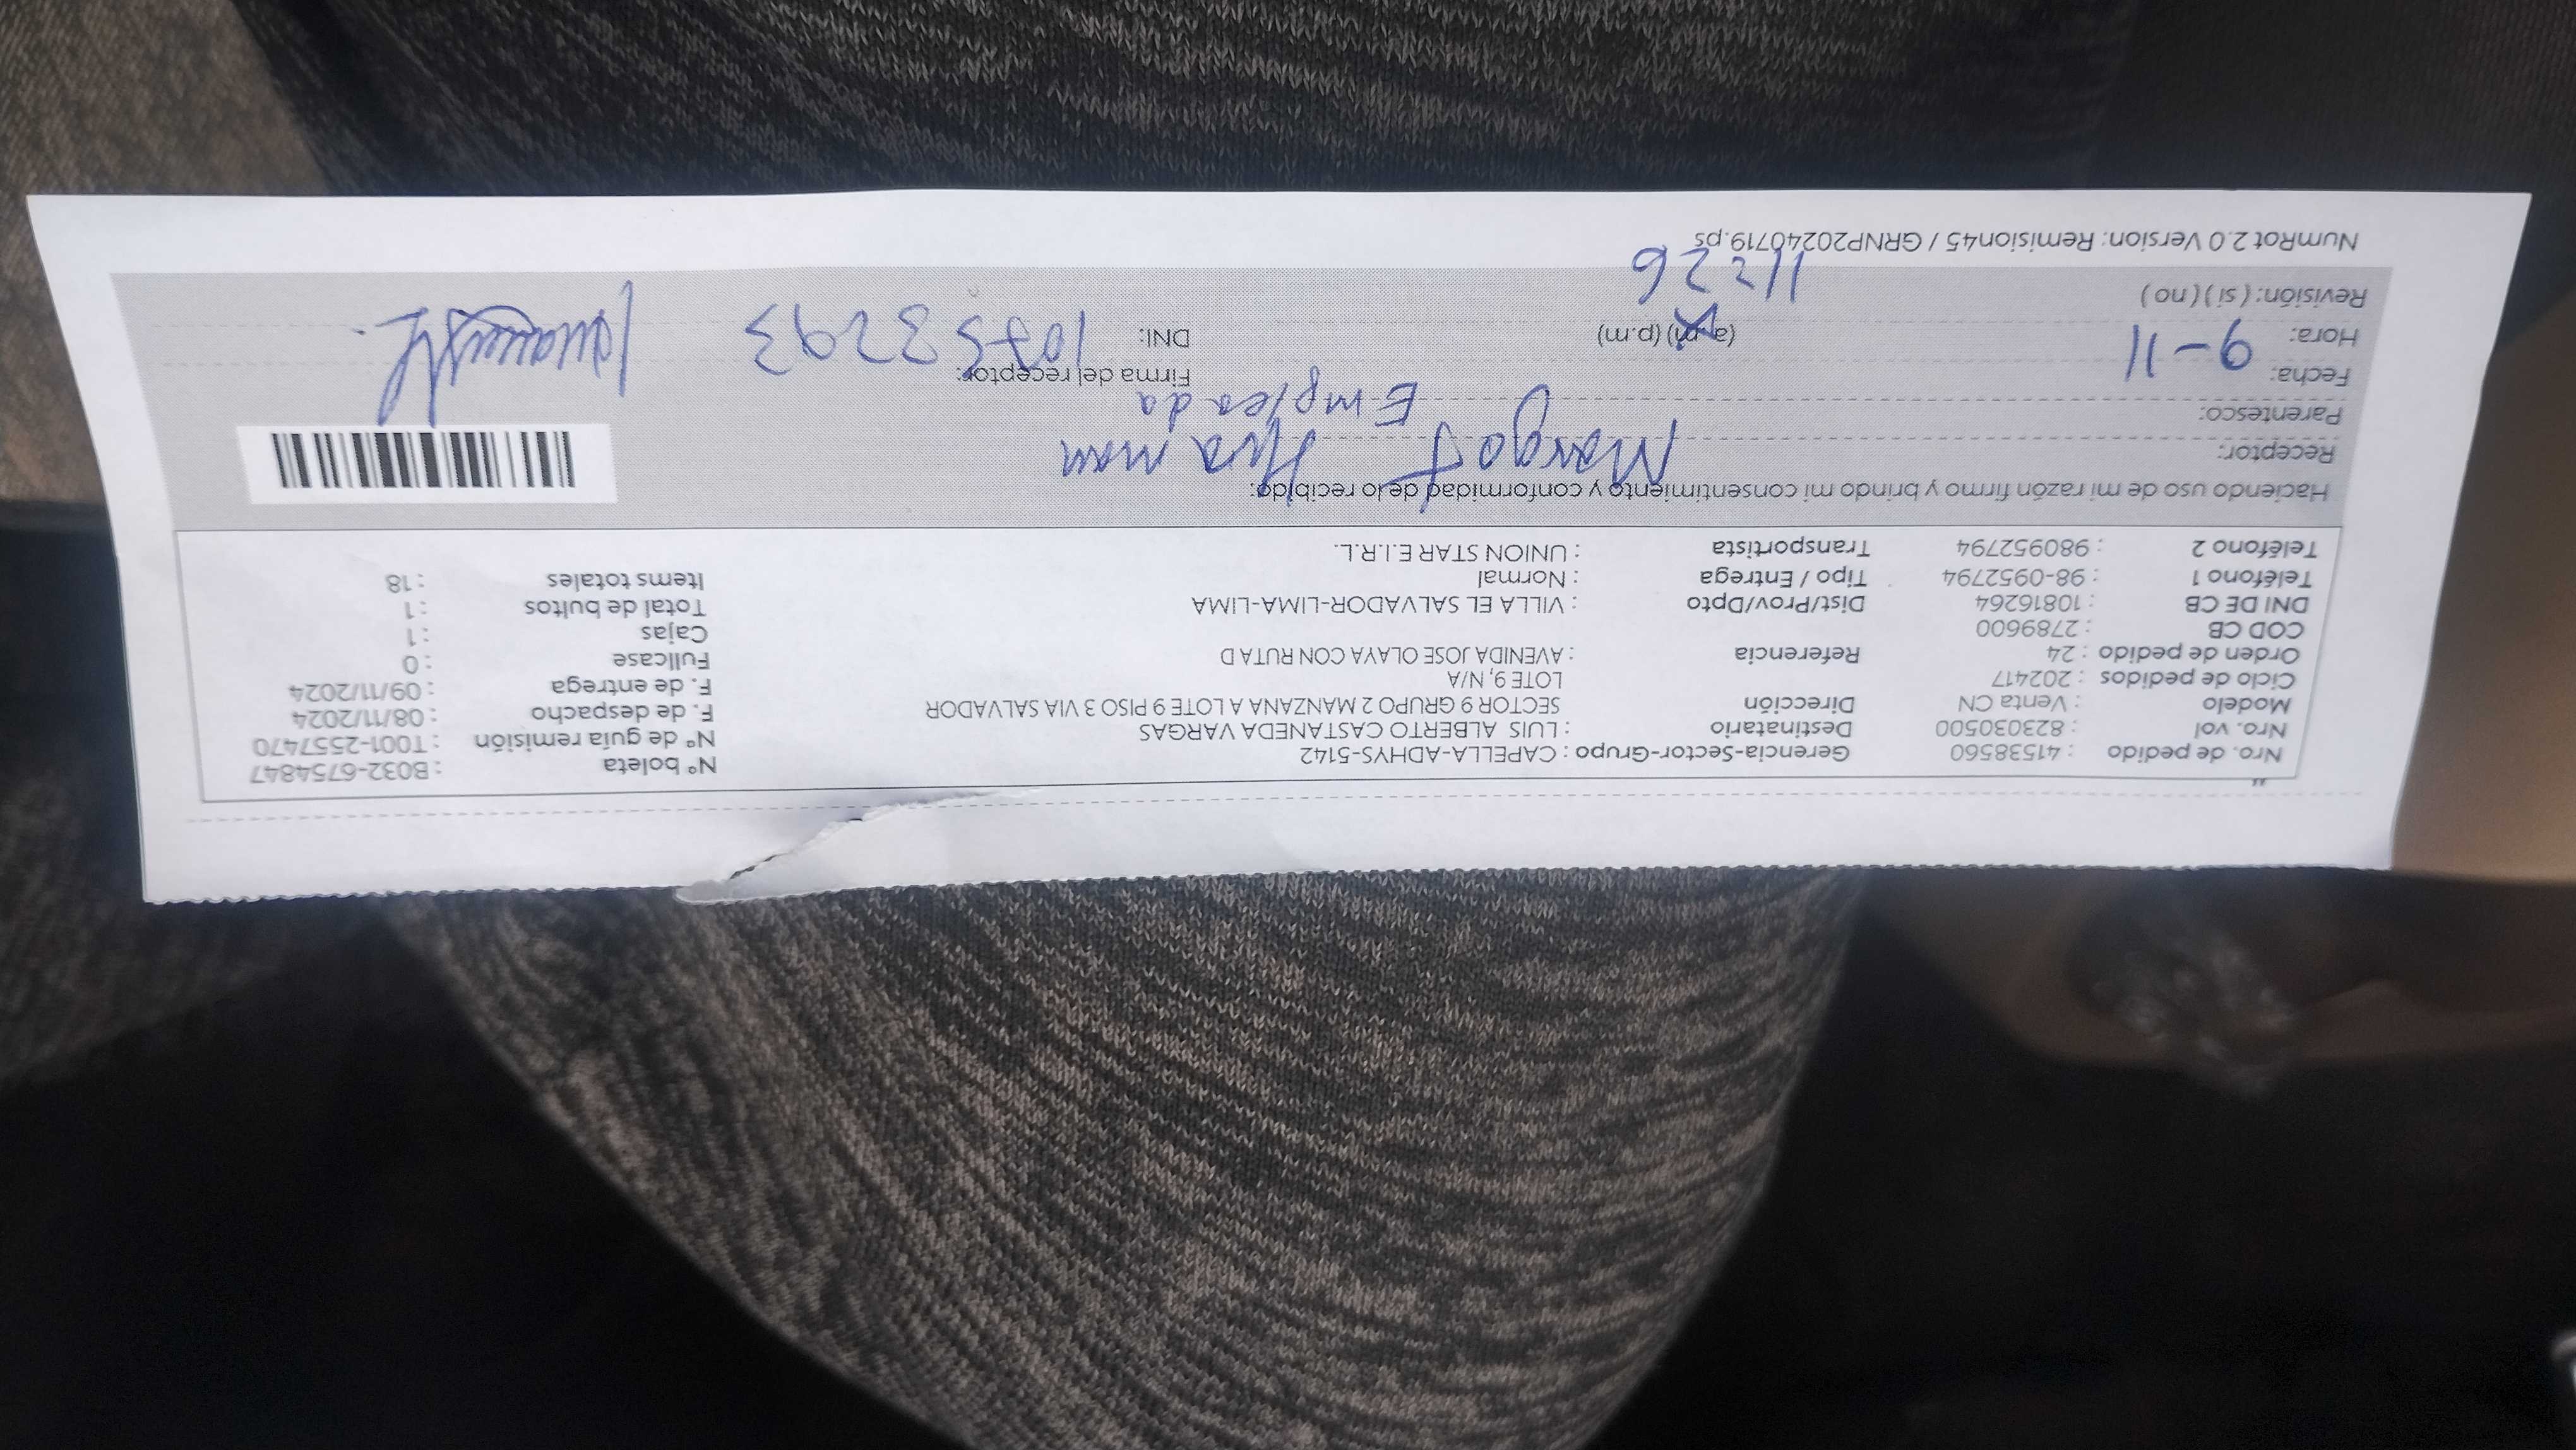 Nro. de pedido : 41538560 Gerencia-Sector-Grupo : CAPELLA-ADHYS-5142 Nº boleta : B032-6754847
Nro. vol : 823030500 Destinatario : LUIS ALBERTO CASTANEDA VARGAS Nº de guía remisión : T001-2557470
Modelo : Venta CN Dirección SECTOR 9 GRUPO 2 MANZANA A LOTE 9 PISO 3 VIA SALVADOR F. de despacho : 08/11/2024
Ciclo de pedidos : 202417 LOTE 9, N/A F. de entrega : 09/11/2024
Orden de pedido : 24 Referencia : AVENIDA JOSE OLAYA CON RUTA D Fullcase : 0
COD CB : 2789600 Cajas : 1
DNI DE CB : 10816264 Dist/Prov/Dpto : VILLA EL SALVADOR-LIMA-LIMA Total de bultos : 1
Teléfono 1 : 98-0952794 Tipo / Entrega : Normal Items totales : 18
Teléfono 2 : 980952794 Transportista : UNION STAR E.I.R.L.
Haciendo uso de mi razón firmo y brindo mi consentimiento y conformidad de lo recibido:
Receptor: Margot Huaman
Parentesco: Empleada
Fecha: 9-11 Firma del receptor:
Hora: (a.m) (p.m) DNI: 10753293
11:26
Revisión: ( si ) ( no )
NumRot 2.0 Version: Remision45 / GRNP20240719.ps